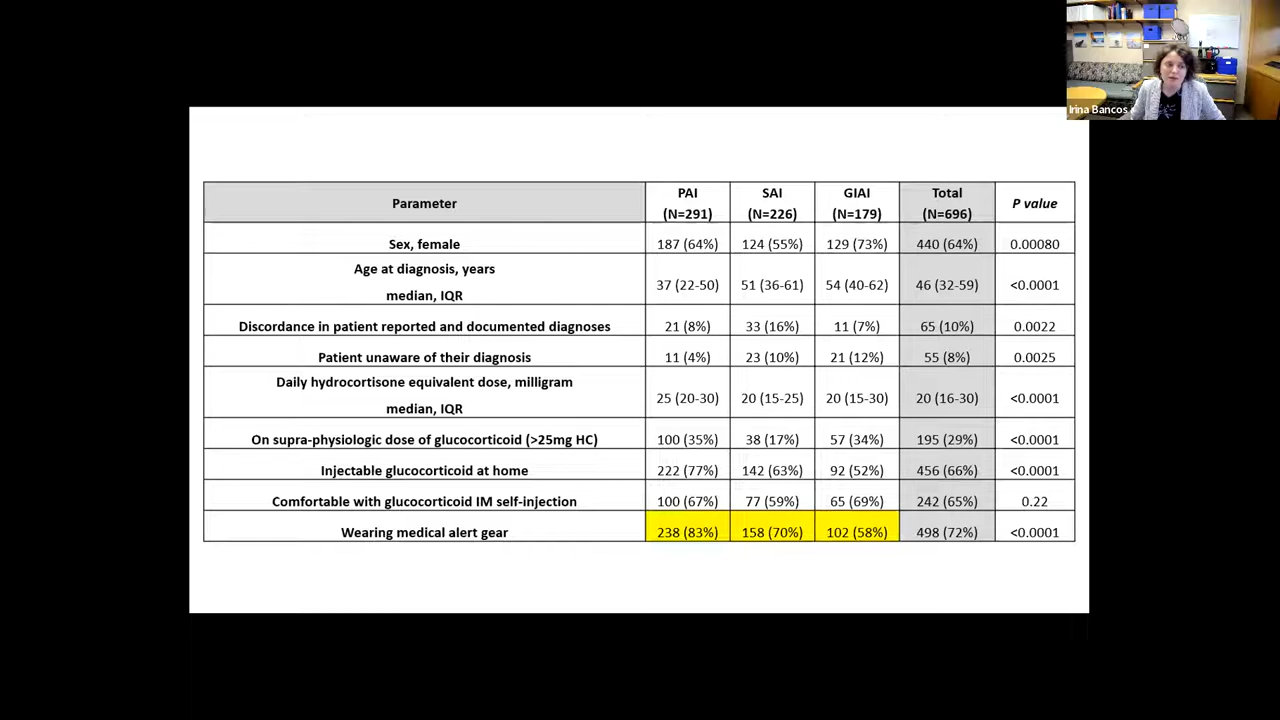 Irina Bancos
Parameter PAI (N=291) SAI (N=226) GIAI (N=179) Total (N=696) P value
Sex, female 187 (64%) 124 (55%) 129 (73%) 440 (64%) 0.00080
Age at diagnosis, years
median, IQR 37 (22-50) 51 (36-61) 54 (40-62) 46 (32-59) <0.0001
Discordance in patient reported and documented diagnoses 21 (8%) 33 (16%) 11 (7%) 65 (10%) 0.0022
Patient unaware of their diagnosis 11 (4%) 23 (10%) 21 (12%) 55 (8%) 0.0025
Daily hydrocortisone equivalent dose, milligram
median, IQR 25 (20-30) 20 (15-25) 20 (15-30) 20 (16-30) <0.0001
On supra-physiologic dose of glucocorticoid (>25mg HC) 100 (35%) 38 (17%) 57 (34%) 195 (29%) <0.0001
Injectable glucocorticoid at home 222 (77%) 142 (63%) 92 (52%) 456 (66%) <0.0001
Comfortable with glucocorticoid IM self-injection 100 (67%) 77 (59%) 65 (69%) 242 (65%) 0.22
Wearing medical alert gear 238 (83%) 158 (70%) 102 (58%) 498 (72%) <0.0001